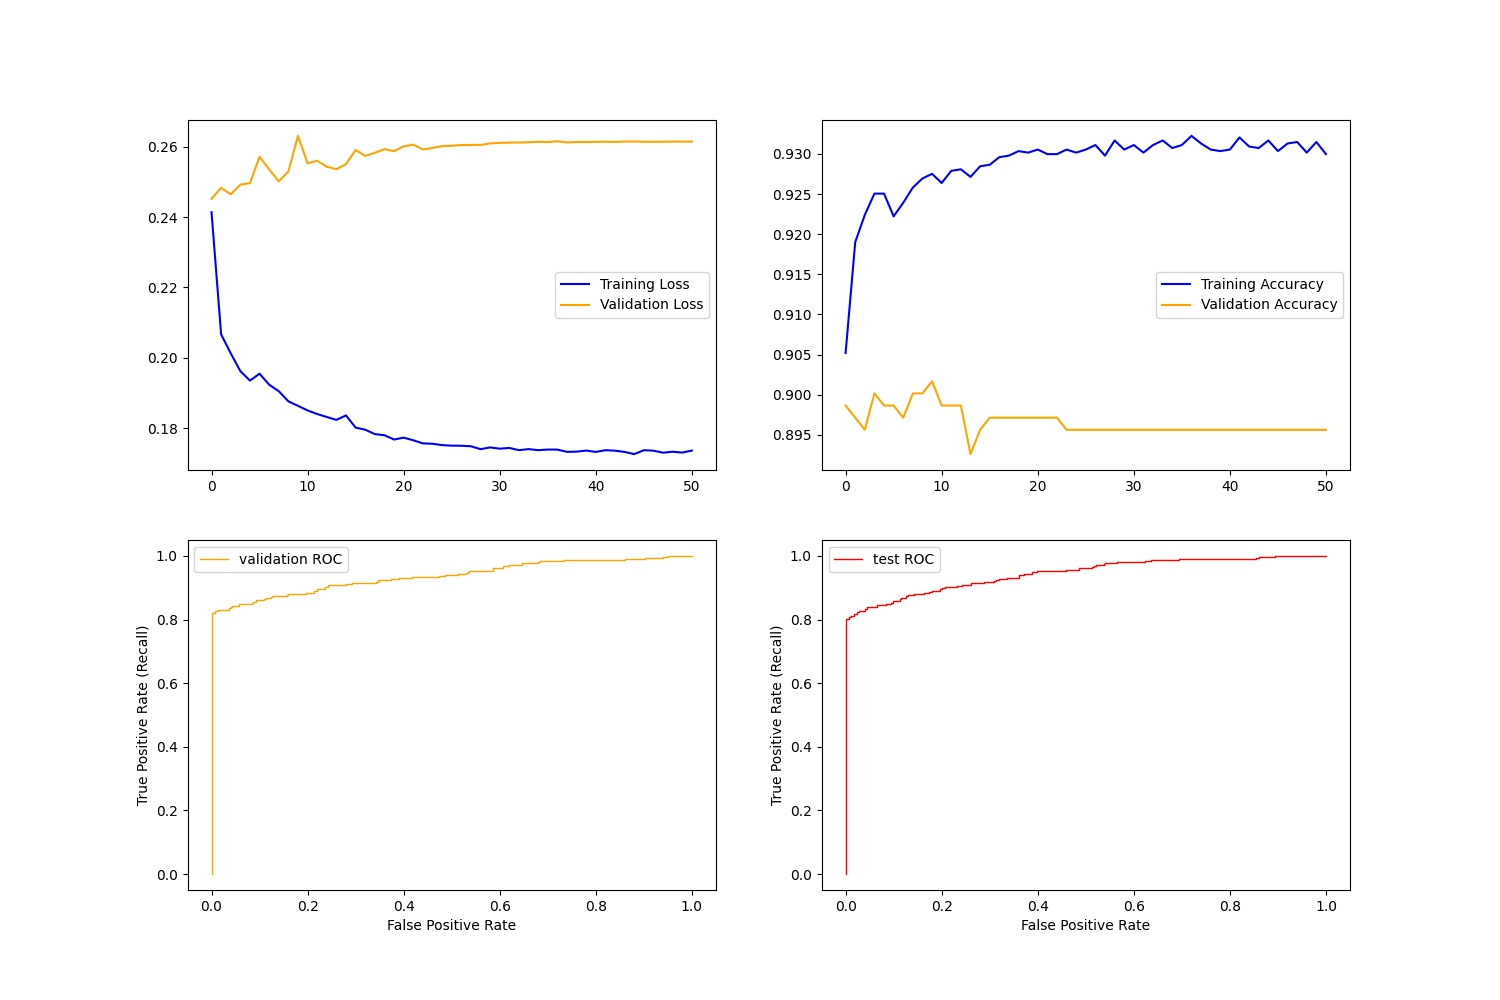 0.26
0.24
0.22
0.20
0.18
Training Loss
Validation Loss
0 10 20 30 40 50
0.930
0.925
0.920
0.915
0.910
0.905
0.900
0.895
Training Accuracy
Validation Accuracy
0 10 20 30 40 50
validation ROC
True Positive Rate (Recall)
1.0
0.8
0.6
0.4
0.2
0.0
0.0 0.2 0.4 0.6 0.8 1.0
False Positive Rate
test ROC
True Positive Rate (Recall)
1.0
0.8
0.6
0.4
0.2
0.0
0.0 0.2 0.4 0.6 0.8 1.0
False Positive Rate